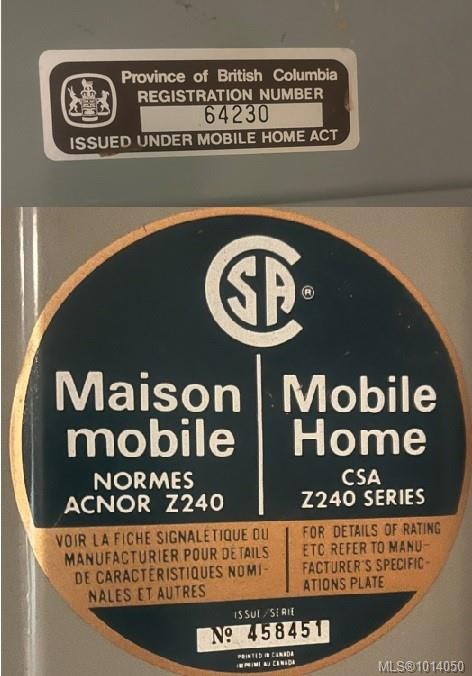 Province of British Columbia
REGISTRATION NUMBER
64230
ISSUED UNDER MOBILE HOME ACT
CSA®
Maison
mobile
NORMES
ACNOR Z240
Mobile
Home
CSA
Z240 SERIES
VOIR LA FICHE SIGNALÉTIQUE DU
MANUFACTURIER POUR DÉTAILS
DE CARACTÉRISTIQUES NOMI-
NALES ET AUTRES
FOR DETAILS OF RATING
ETC REFER TO MANU-
FACTURER'S SPECIFIC-
ATIONS PLATE
ISSUE/SERIE
Nº 458451
PRINTED IN CANADA
IMPRIMÉ AU CANADA
MLS®1014050